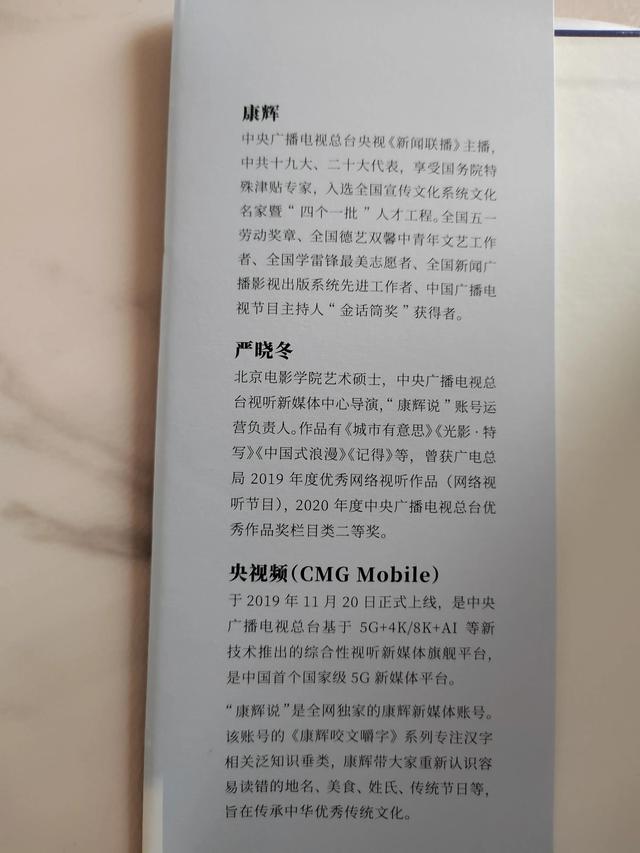 康辉
中央广播电视总台央视《新闻联播》主播，
中共十九大、二十大代表，享受国务院特
殊津贴专家，入选全国宣传文化系统文化
名家暨“四个一批”人才工程。全国五一
劳动奖章、全国德艺双馨中青年文艺工作
者、全国学雷锋最美志愿者、全国新闻广
播影视出版系统先进工作者、中国广播电
视节目主持人“金话筒奖”获得者。
严晓冬
北京电影学院艺术硕士，中央广播电视总
台视听新媒体中心导演，“康辉说”账号运
营负责人。作品有《城市有意思》《光影·特
写》《中国式浪漫》《记得》等，曾获广电总
局 2019 年度优秀网络视听作品（网络视
听节目），2020 年度中央广播电视总台优
秀作品奖栏目类二等奖。
央视频（CMG Mobile）
于 2019 年 11 月 20 日正式上线，是中央
广播电视总台基于 5G+4K/8K+AI 等新
技术推出的综合性视听新媒体旗舰平台，
是中国首个国家级 5G 新媒体平台。
“康辉说”是全网独家的康辉新媒体账号。
该账号的《康辉咬文嚼字》系列专注汉字
相关泛知识垂类，康辉带大家重新认识容
易读错的地名、美食、姓氏、传统节日等，
旨在传承中华优秀传统文化。